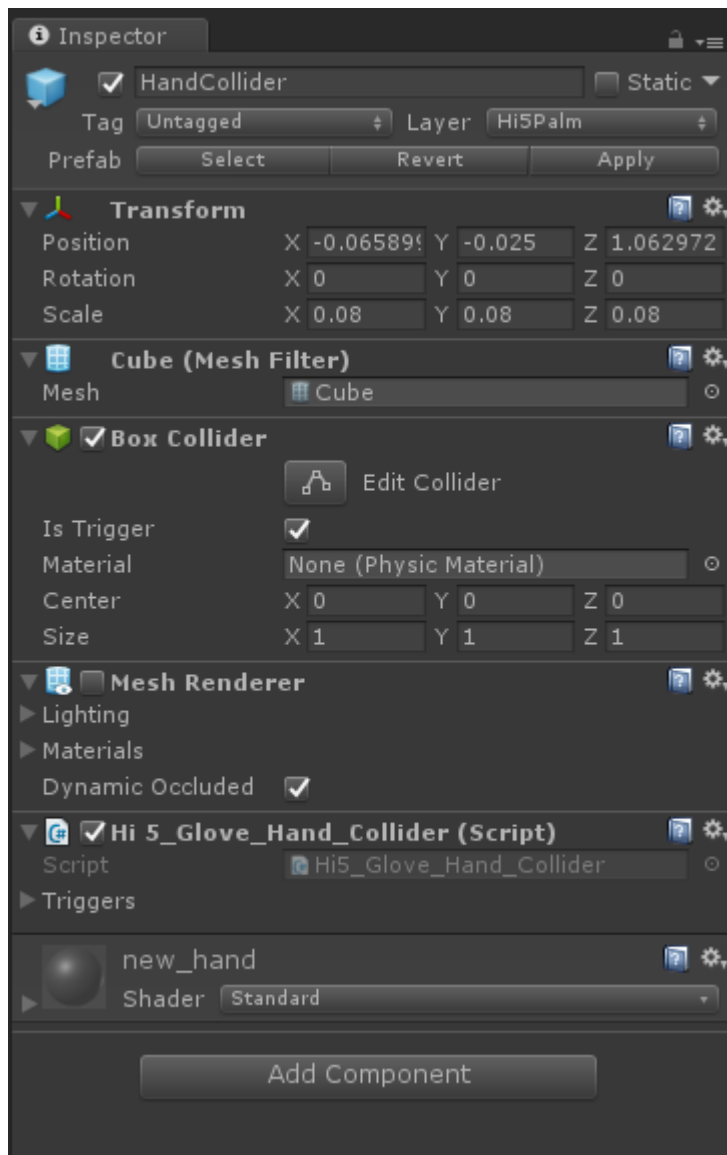 Inspector
HandCollider Static
Tag Untagged Layer Hi5Palm
Prefab Select Revert Apply
Transform
Position X -0.065899 Y -0.025 Z 1.062972
Rotation X 0 Y 0 Z 0
Scale X 0.08 Y 0.08 Z 0.08
Cube (Mesh Filter)
Mesh Cube
Box Collider
Edit Collider
Is Trigger
Material None (Physic Material)
Center X 0 Y 0 Z 0
Size X 1 Y 1 Z 1
Mesh Renderer
Lighting
Materials
Dynamic Occluded
Hi 5_Glove_Hand_Collider (Script)
Script Hi5_Glove_Hand_Collider
Triggers
new_hand
Shader Standard
Add Component